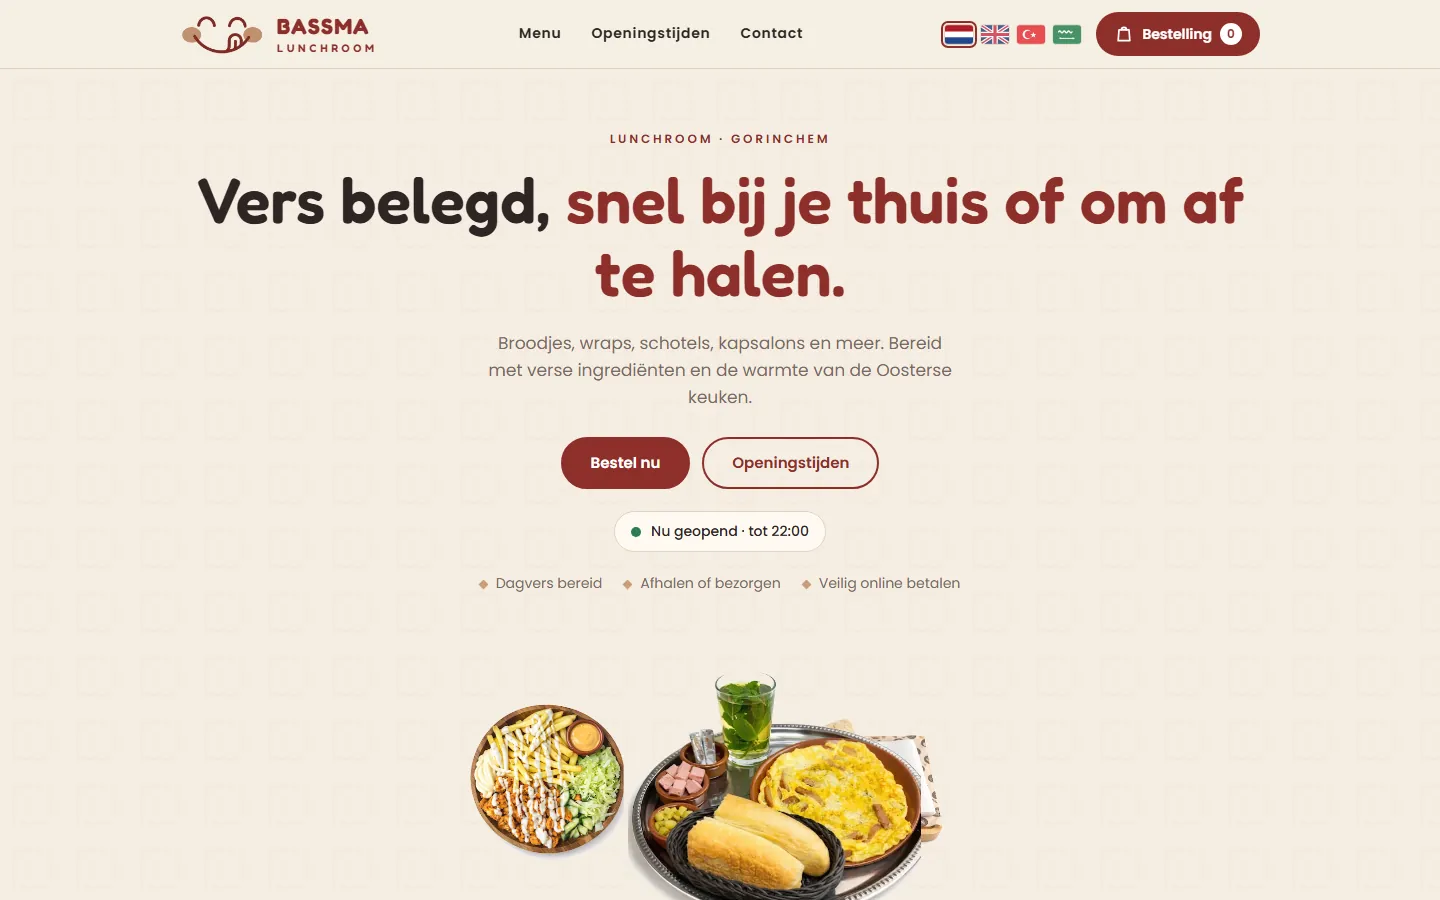 BASSMA
LUNCHROOM
Menu
Openingstijden
Contact
Bestelling 0
LUNCHROOM · GORINCHEM
Vers belegd, snel bij je thuis of om af
te halen.
Broodjes, wraps, schotels, kapsalons en meer. Bereid
met verse ingrediënten en de warmte van de Oosterse
keuken.
Bestel nu
Openingstijden
Nu geopend · tot 22:00
Dagvers bereid
Afhalen of bezorgen
Veilig online betalen